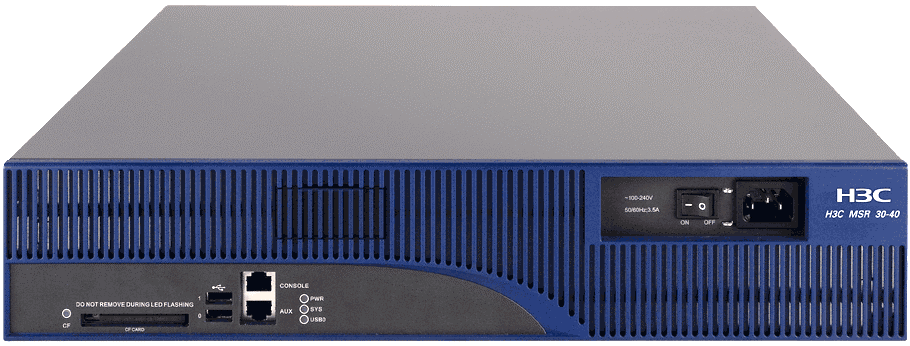 H3C
H3C MSR 30-40
~100-240V
50/60Hz;3.5A
ON OFF
CONSOLE
AUX
PWR
SYS
USB0
1
0
DO NOT REMOVE DURING LED FLASHING
CF
CF CARD